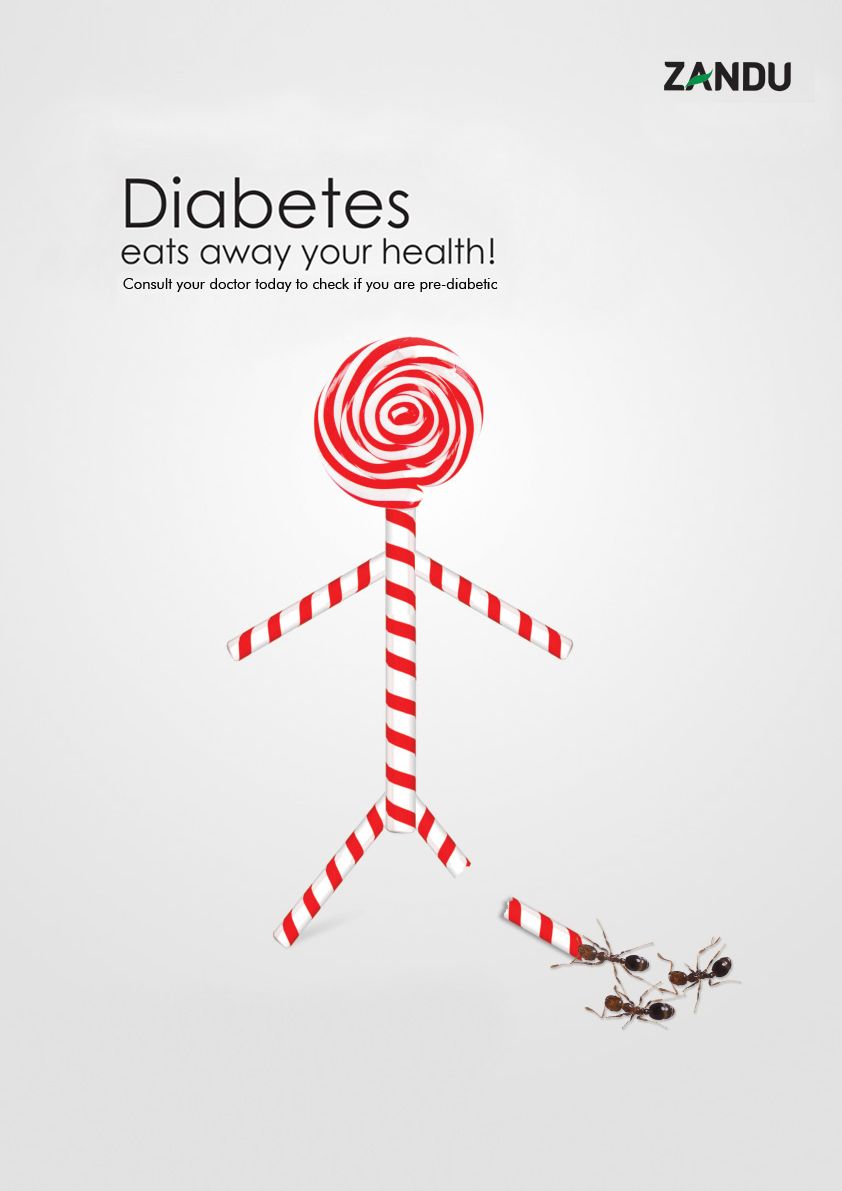 ZANDU
Diabetes
eats away your health!
Consult your doctor today to check if you are pre-diabetic